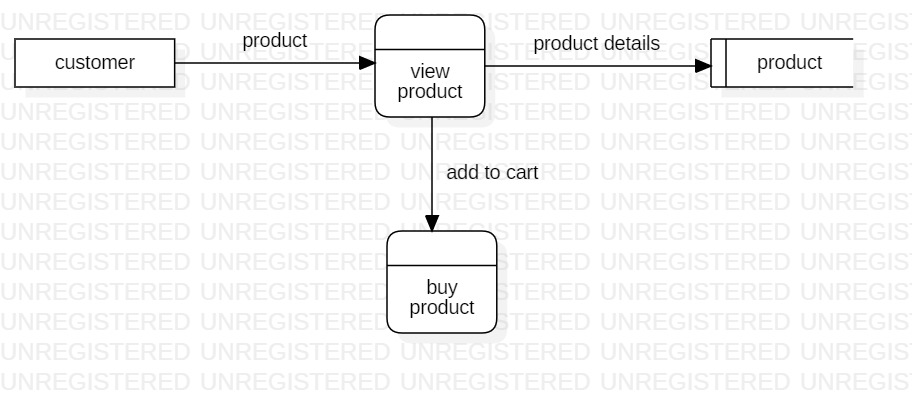 product
product details
customer
view
product
product
add to cart
buy
product
UNREGISTERED UNREGISTERED UNREGISTERED UNREGISTERED UNREGISTERED